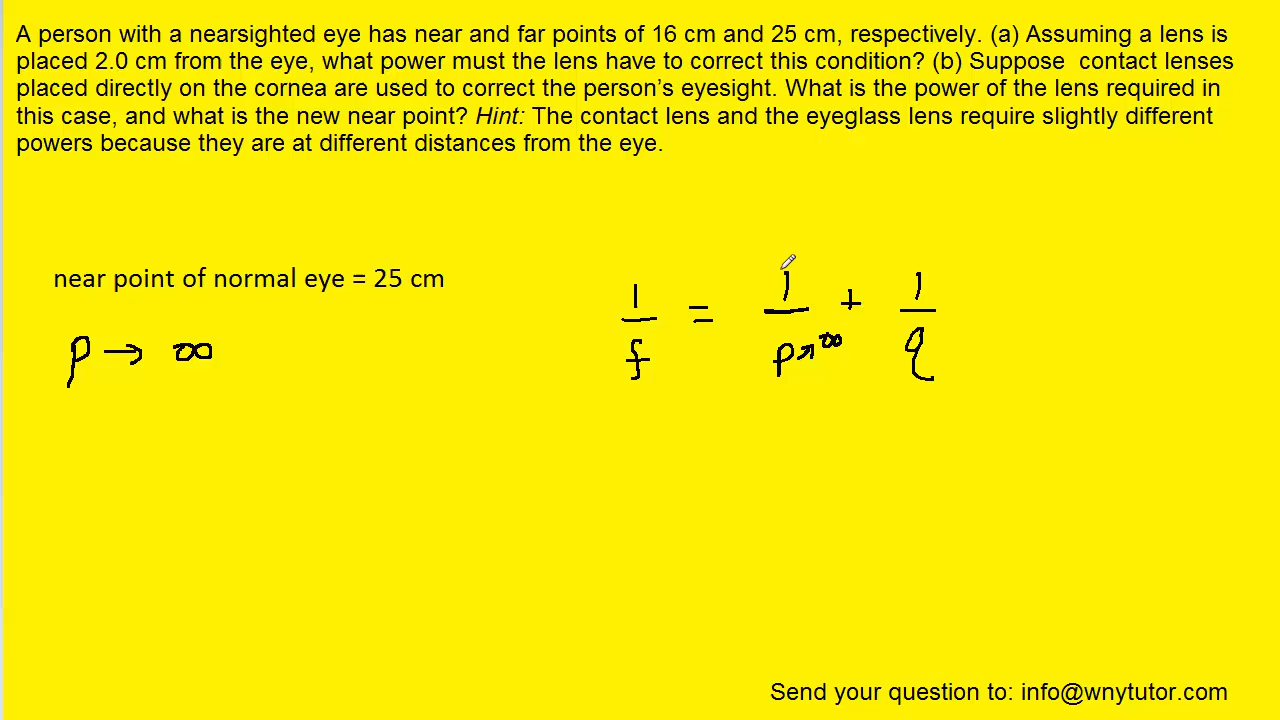 A person with a nearsighted eye has near and far points of 16 cm and 25 cm, respectively. (a) Assuming a lens is
placed 2.0 cm from the eye, what power must the lens have to correct this condition? (b) Suppose  contact lenses
placed directly on the cornea are used to correct the person's eyesight. What is the power of the lens required in
this case, and what is the new near point? Hint: The contact lens and the eyeglass lens require slightly different
powers because they are at different distances from the eye.
near point of normal eye = 25 cm
p → ∞
1/f = 1/p→∞ + 1/q
Send your question to: info@wnytutor.com